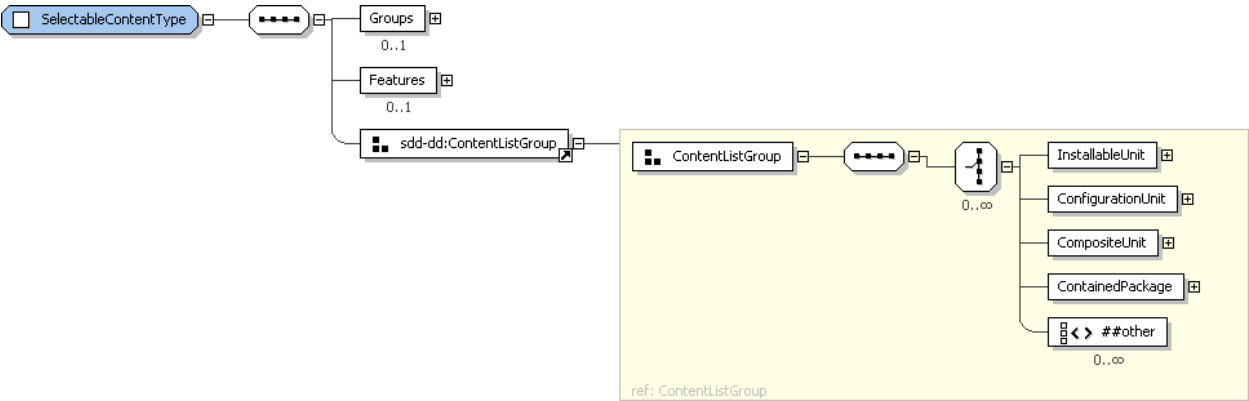 SelectableContentType
Groups
0..1
Features
0..1
sdd-dd:ContentListGroup
ContentListGroup
0..∞
InstallableUnit
ConfigurationUnit
CompositeUnit
ContainedPackage
##other
0..∞
ref: ContentListGroup